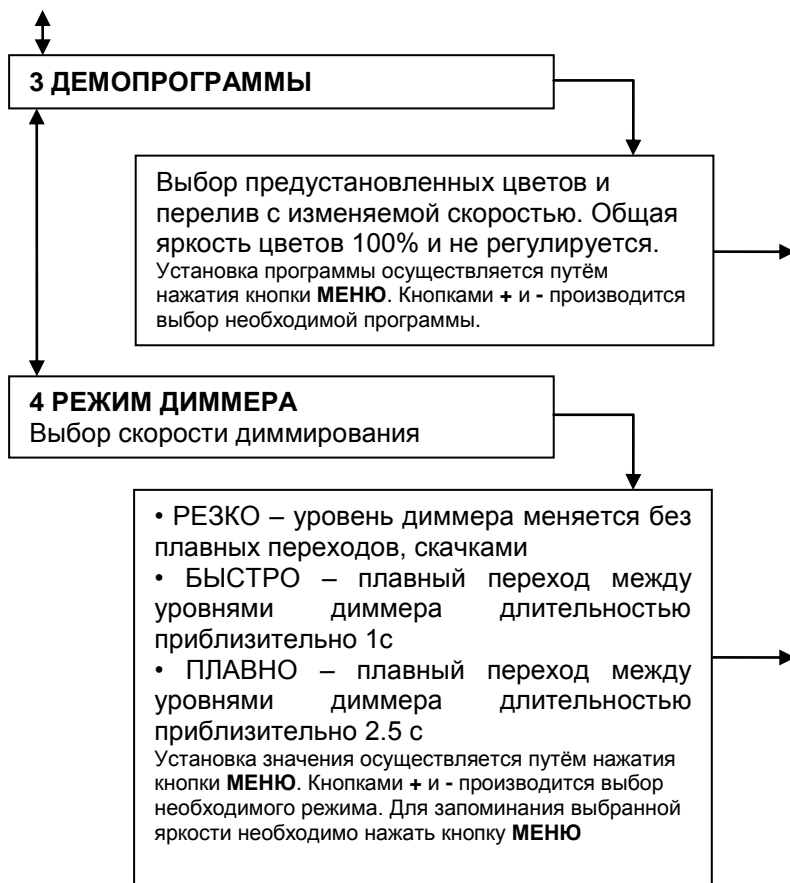 3 ДЕМОПРОГРАММЫ
Выбор предустановленных цветов и
перелив с изменяемой скоростью. Общая
яркость цветов 100% и не регулируется.
Установка программы осуществляется путём
нажатия кнопки МЕНЮ. Кнопками + и - производится
выбор необходимой программы.
4 РЕЖИМ ДИММЕРА
Выбор скорости диммирования
• РЕЗКО – уровень диммера меняется без
плавных переходов, скачками
• БЫСТРО – плавный переход между
уровнями диммера длительностью
приблизительно 1с
• ПЛАВНО – плавный переход между
уровнями диммера длительностью
приблизительно 2.5 с
Установка значения осуществляется путём нажатия
кнопки МЕНЮ. Кнопками + и - производится выбор
необходимого режима. Для запоминания выбранной
яркости необходимо нажать кнопку МЕНЮ